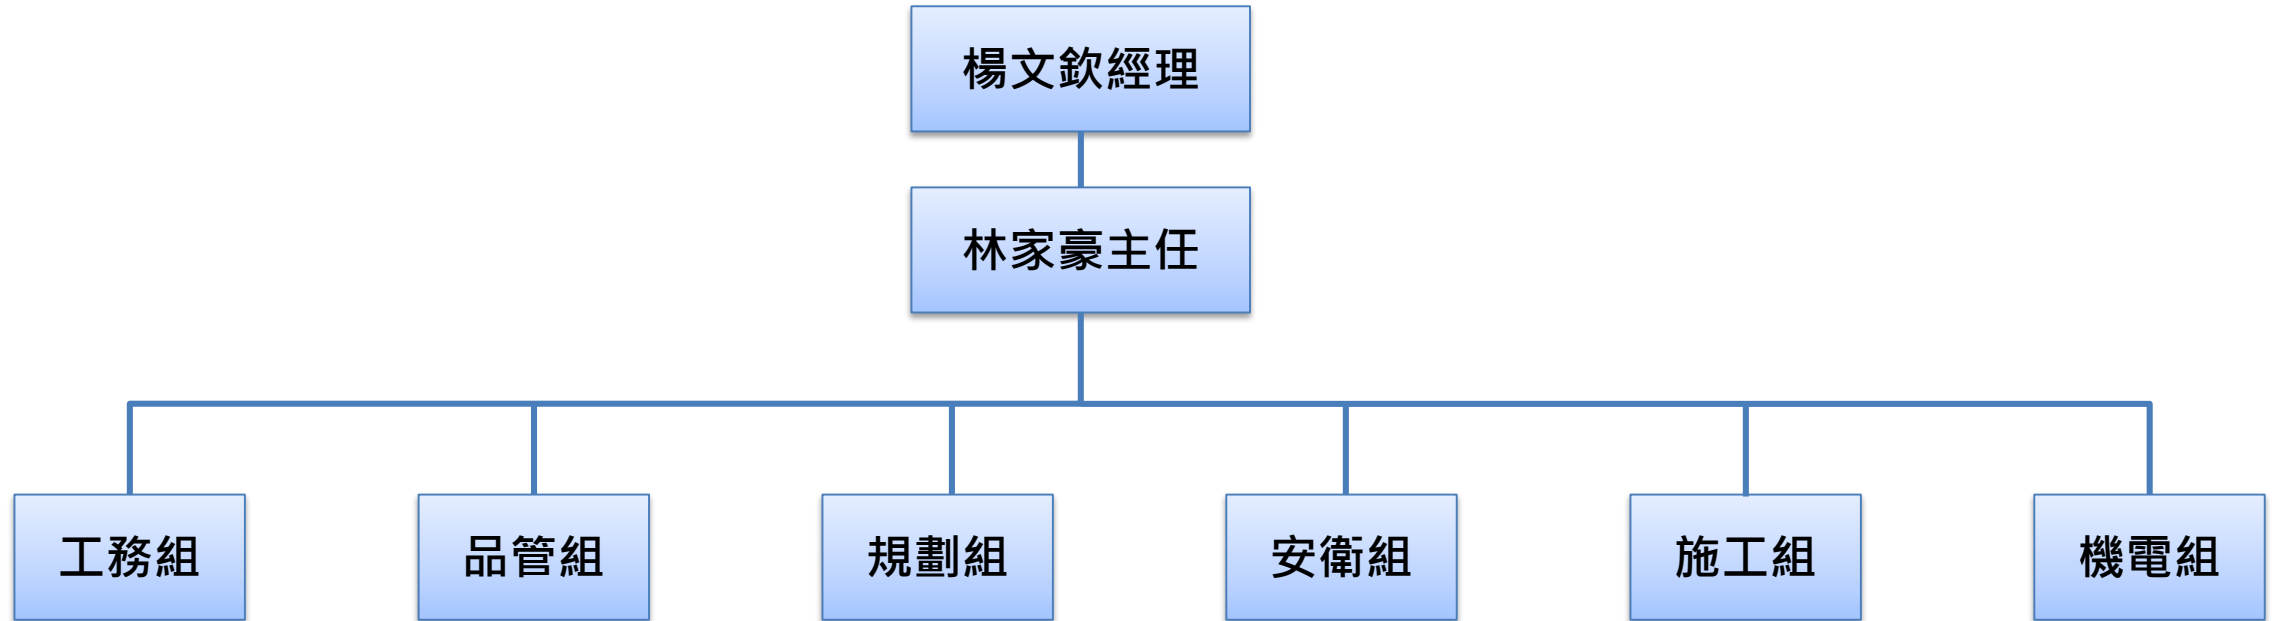 楊文欽經理
林家豪主任
工務組
品管組
規劃組
安衛組
施工組
機電組